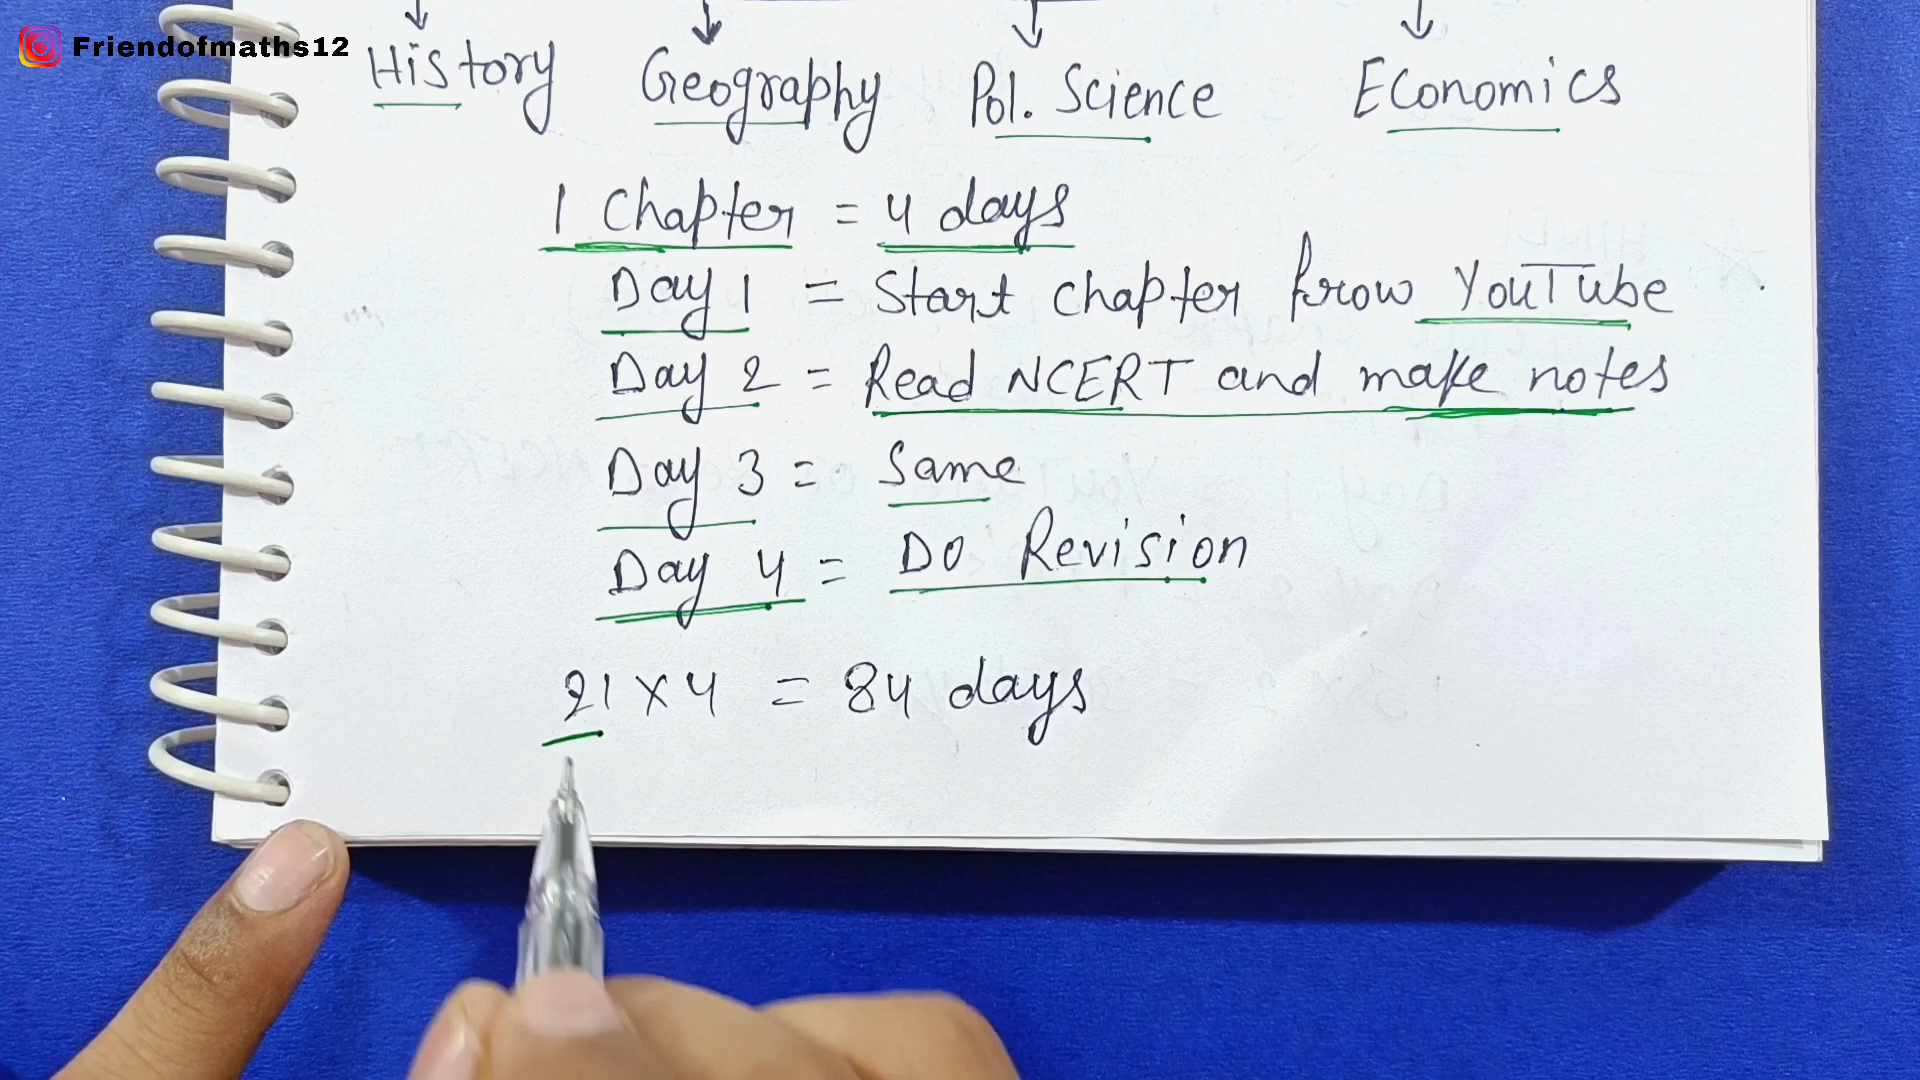 Friendofmaths12
History Geography Pol. Science Economics
1 Chapter = 4 days
Day 1 = Start chapter from YouTube
Day 2 = Read NCERT and make notes
Day 3 = Same
Day 4 = Do Revision
21 x 4 = 84 days